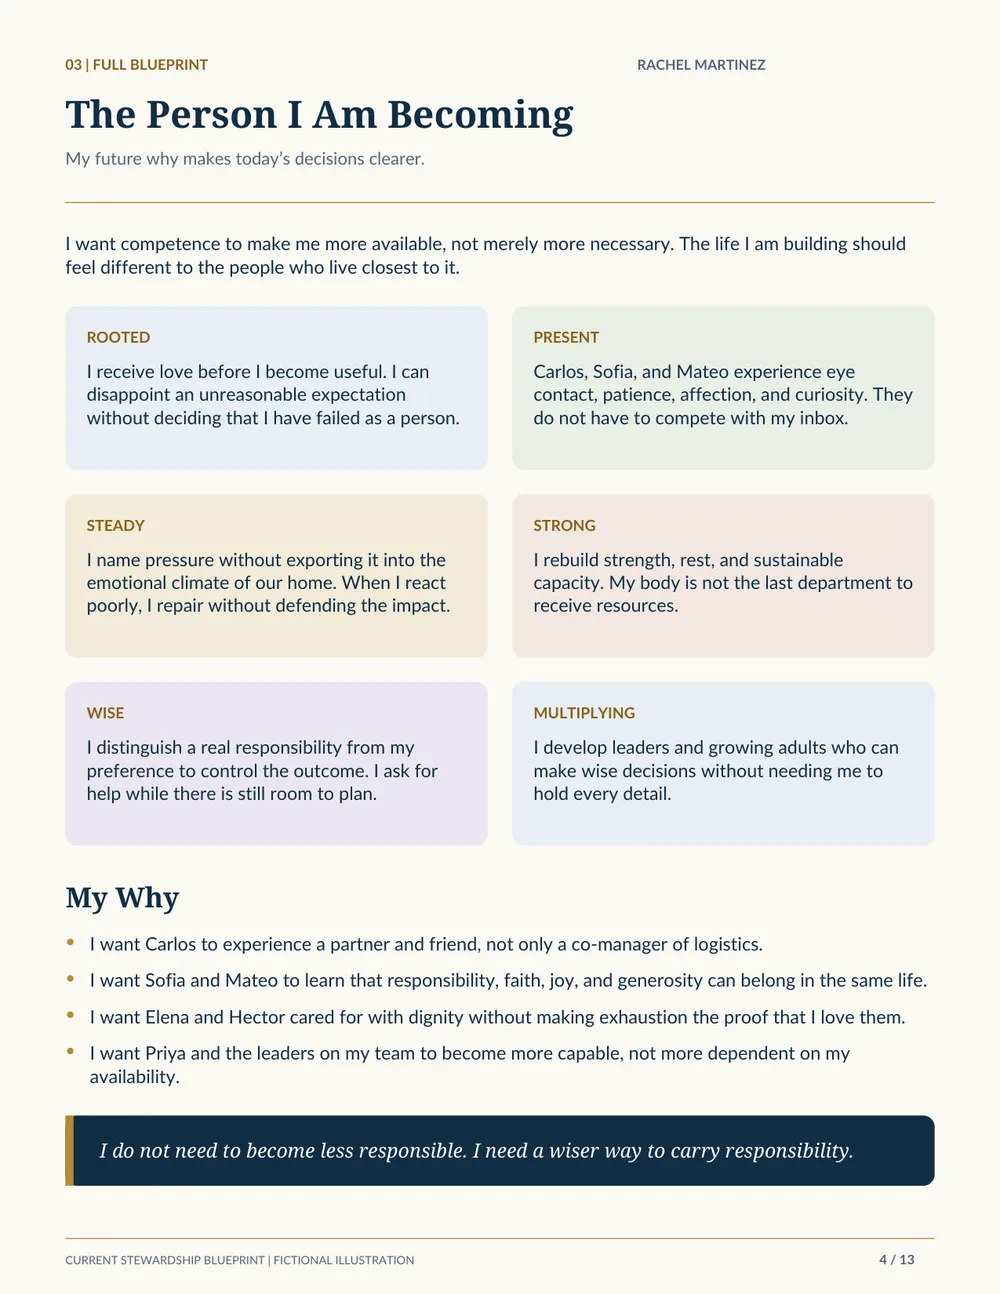 03 | FULL BLUEPRINT
RACHEL MARTINEZ
The Person I Am Becoming
My future why makes today’s decisions clearer.
I want competence to make me more available, not merely more necessary. The life I am building should
feel different to the people who live closest to it.
ROOTED
I receive love before I become useful. I can
disappoint an unreasonable expectation
without deciding that I have failed as a person.
PRESENT
Carlos, Sofia, and Mateo experience eye
contact, patience, affection, and curiosity. They
do not have to compete with my inbox.
STEADY
I name pressure without exporting it into the
emotional climate of our home. When I react
poorly, I repair without defending the impact.
STRONG
I rebuild strength, rest, and sustainable
capacity. My body is not the last department to
receive resources.
WISE
I distinguish a real responsibility from my
preference to control the outcome. I ask for
help while there is still room to plan.
MULTIPLYING
I develop leaders and growing adults who can
make wise decisions without needing me to
hold every detail.
My Why
• I want Carlos to experience a partner and friend, not only a co-manager of logistics.
• I want Sofia and Mateo to learn that responsibility, faith, joy, and generosity can belong in the same life.
• I want Elena and Hector cared for with dignity without making exhaustion the proof that I love them.
• I want Priya and the leaders on my team to become more capable, not more dependent on my
availability.
I do not need to become less responsible. I need a wiser way to carry responsibility.
CURRENT STEWARDSHIP BLUEPRINT | FICTIONAL ILLUSTRATION
4 / 13